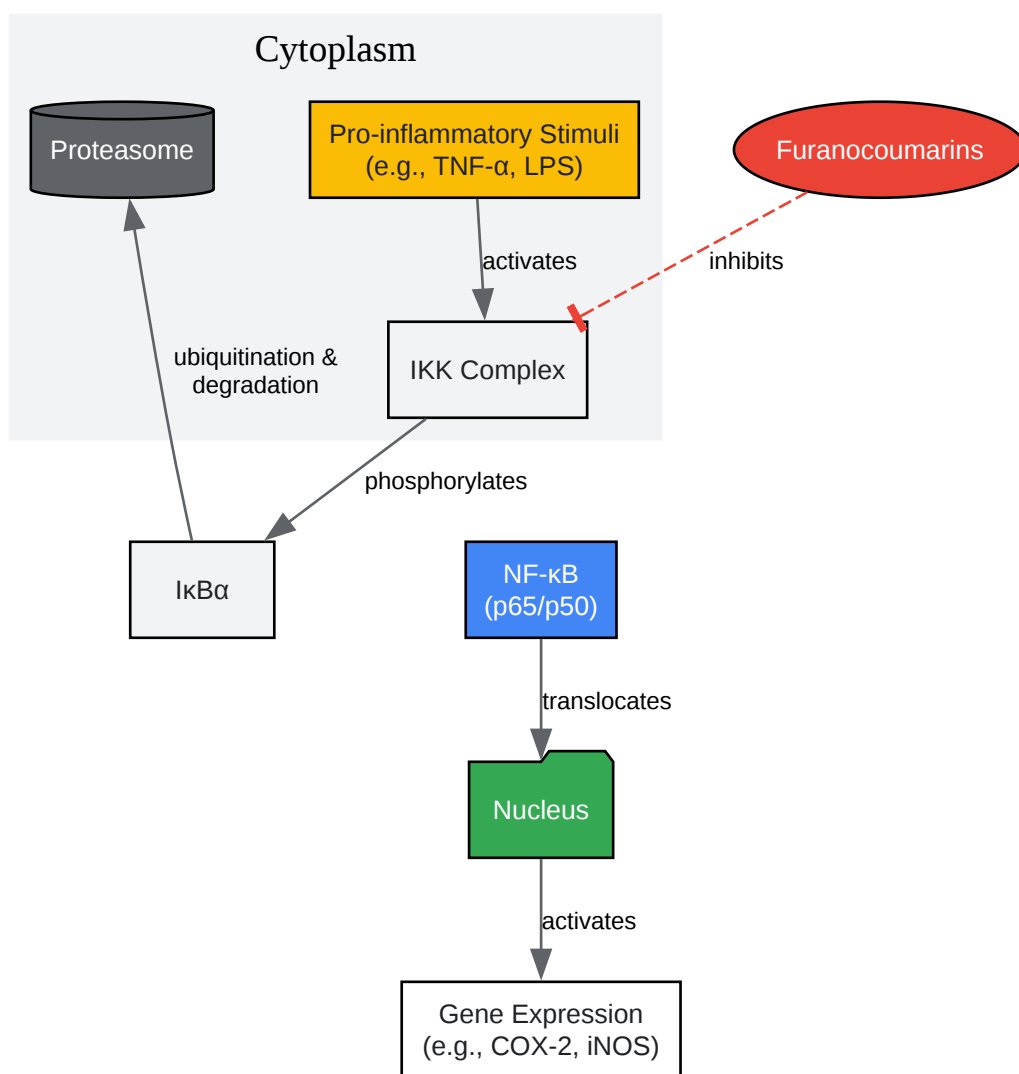 Cytoplasm
Proteasome
Pro-inflammatory Stimuli
(e.g., TNF-α, LPS)
Furanocoumarins
activates
inhibits
ubiquitination &
degradation
IKK Complex
phosphorylates
IκBα
NF-κB
(p65/p50)
translocates
Nucleus
activates
Gene Expression
(e.g., COX-2, iNOS)